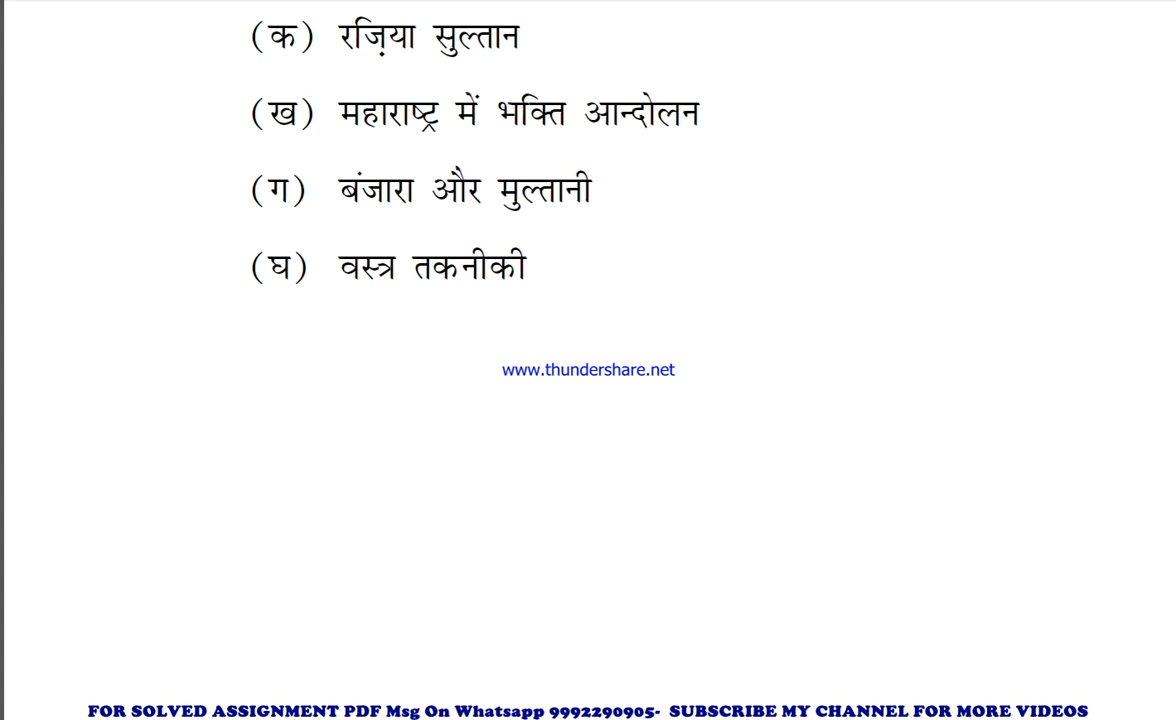 (क) रज़िया सुल्तान
(ख) महाराष्ट्र में भक्ति आन्दोलन
(ग) बंजारा और मुल्तानी
(घ) वस्त्र तकनीकी
www.thundershare.net
FOR SOLVED ASSIGNMENT PDF Msg On Whatsapp 9992290905- SUBSCRIBE MY CHANNEL FOR MORE VIDEOS